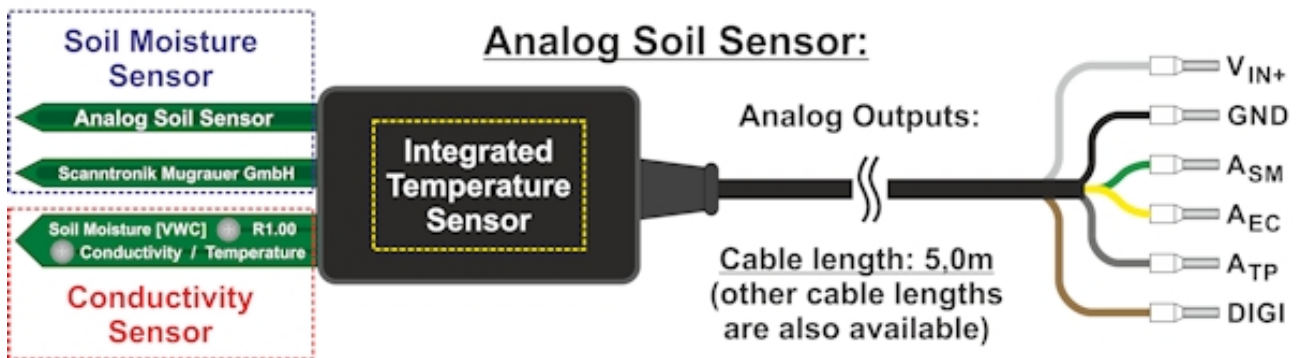 Soil Moisture
Sensor
Analog Soil Sensor
Scanntronik Mugrauer GmbH
Soil Moisture [VWC] R1.00
Conductivity / Temperature
Conductivity
Sensor
Integrated
Temperature
Sensor
Analog Soil Sensor:
Analog Outputs:
Cable length: 5,0m
(other cable lengths
are also available)
VIN+
GND
ASM
AEC
ATP
DIGI